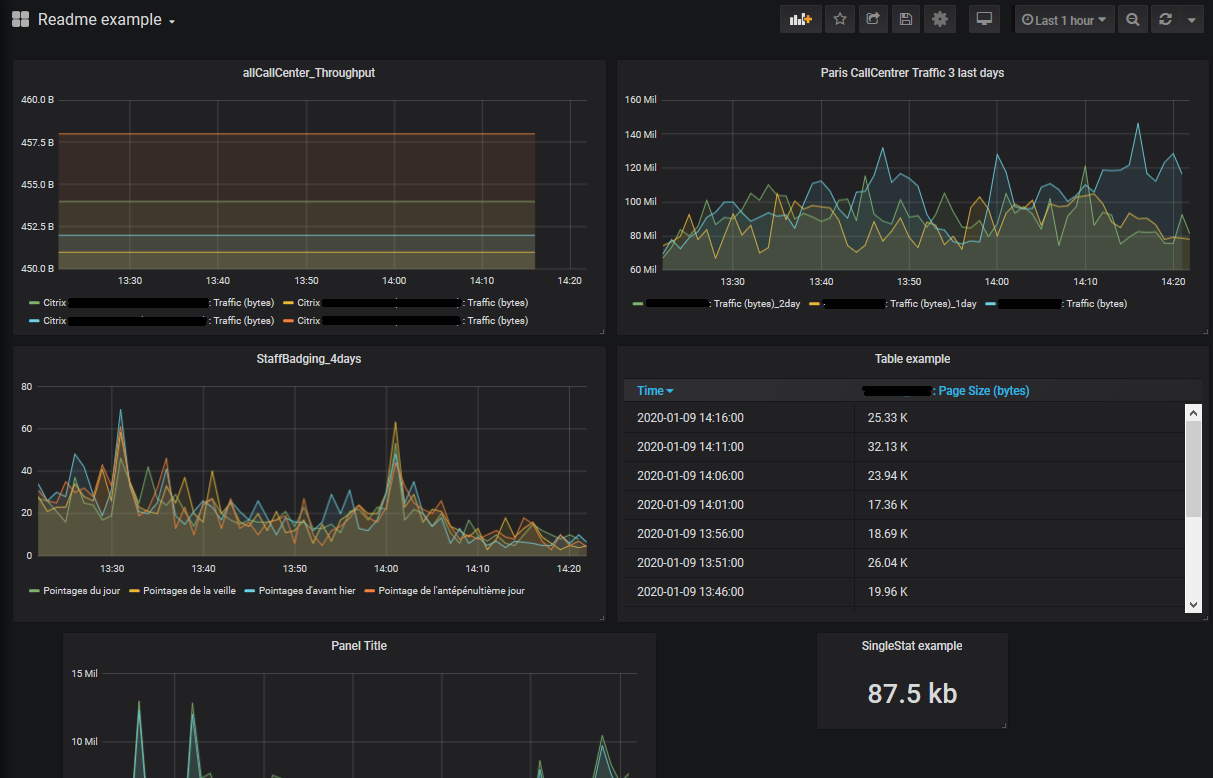 Readme example
Last 1 hour
allCallCenter_Throughput
460.0 B
457.5 B
455.0 B
452.5 B
450.0 B
13:30 13:40 13:50 14:00 14:10 14:20
Citrix : Traffic (bytes) Citrix : Traffic (bytes)
Citrix : Traffic (bytes) Citrix : Traffic (bytes)
Paris CallCentrer Traffic 3 last days
160 Mil
140 Mil
120 Mil
100 Mil
80 Mil
60 Mil
13:30 13:40 13:50 14:00 14:10 14:20
: Traffic (bytes)_2day : Traffic (bytes)_1day : Traffic (bytes)
StaffBadging_4days
80
60
40
20
0
13:30 13:40 13:50 14:00 14:10 14:20
Pointages du jour Pointages de la veille Pointages d'avant hier Pointage de l'antépénultième jour
Table example
Time : Page Size (bytes)
2020-01-09 14:16:00 25.33 K
2020-01-09 14:11:00 32.13 K
2020-01-09 14:06:00 23.94 K
2020-01-09 14:01:00 17.36 K
2020-01-09 13:56:00 18.69 K
2020-01-09 13:51:00 26.04 K
2020-01-09 13:46:00 19.96 K
Panel Title
15 Mil
10 Mil
SingleStat example
87.5 kb